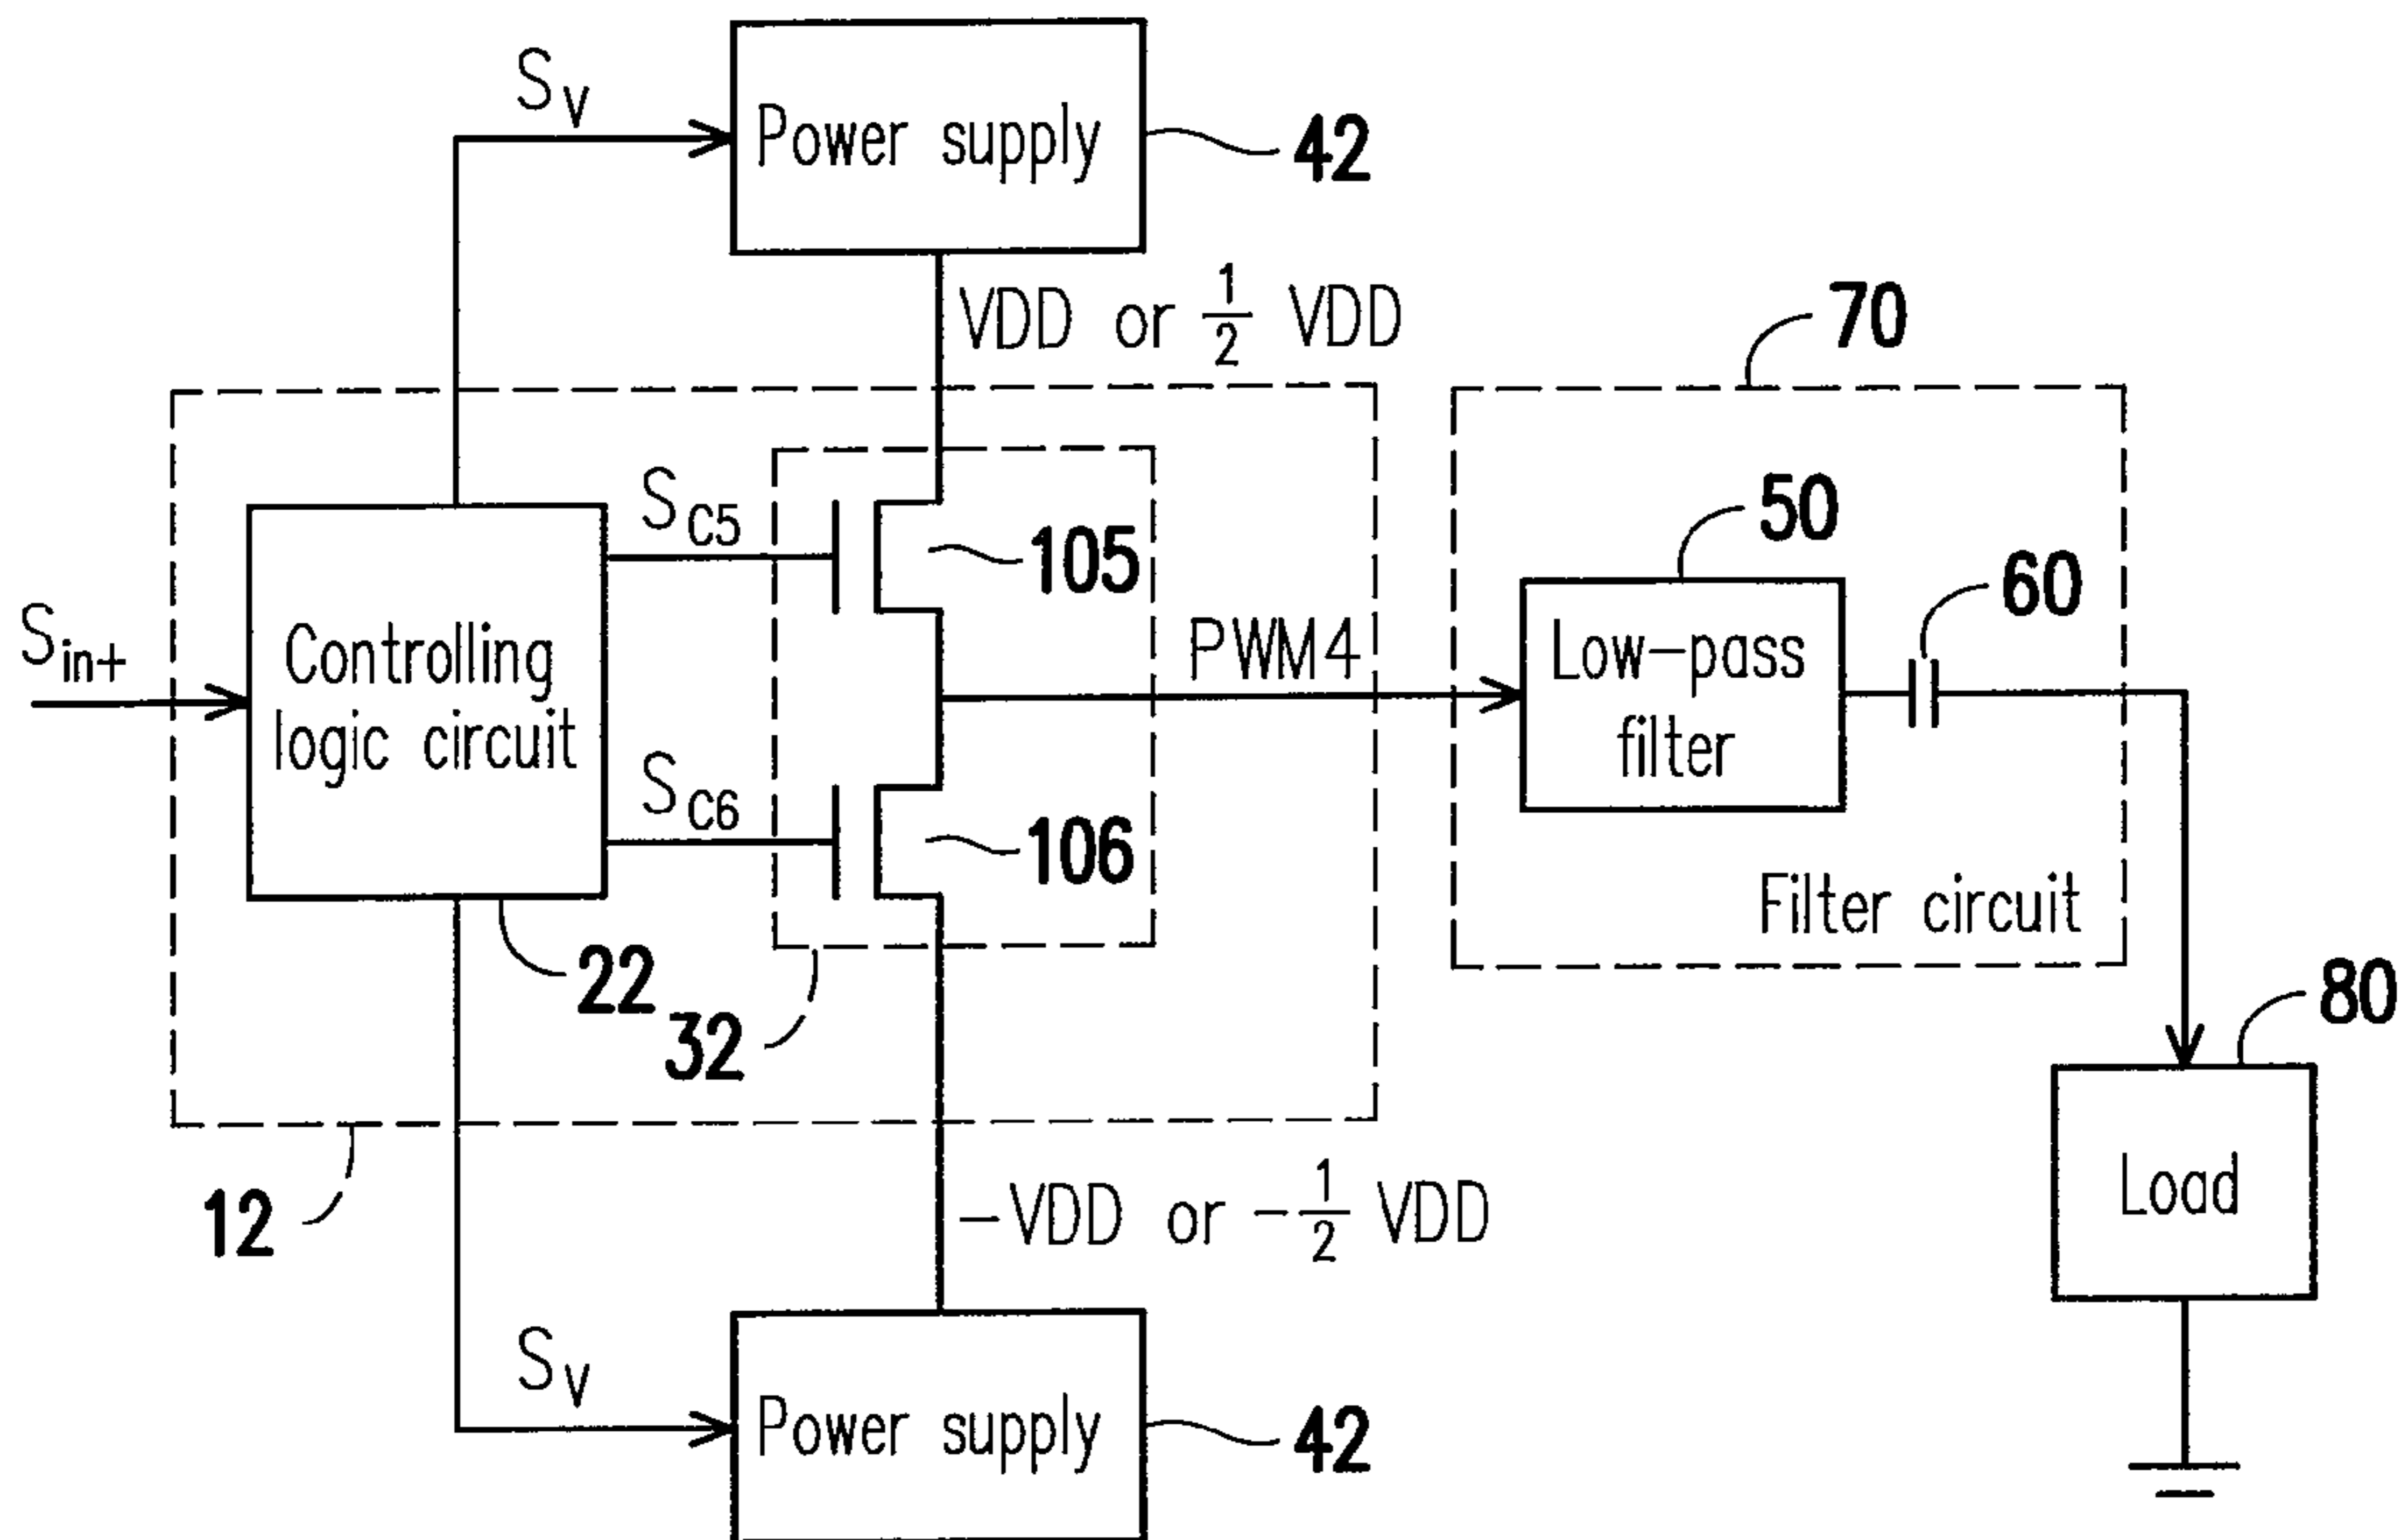 Sv
Power supply
42
VDD or 1/2 VDD
70
Sc5
50
105
60
Sin+
Controlling
logic circuit
PWM4
Low-pass
filter
Sc6
106
Filter circuit
22
32
80
12
-VDD or -1/2 VDD
Load
Sv
Power supply
42